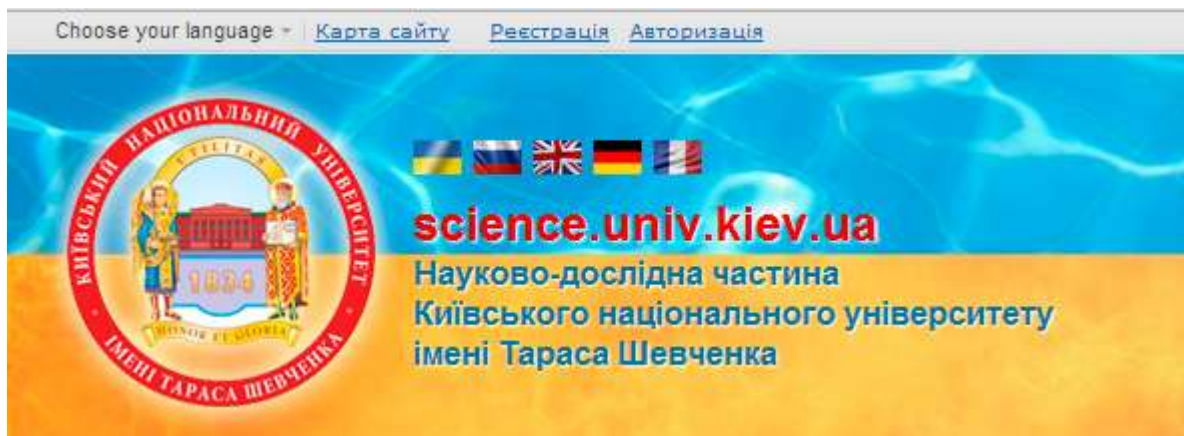 Choose your language Карта сайту Реєстрація Авторизація
КИЇВСЬКИЙ НАЦІОНАЛЬНИЙ УНІВЕРСИТЕТ
ІМЕНІ ТАРАСА ШЕВЧЕНКА
UTILITAS
1834
HONOR ET GLORIA
science.univ.kiev.ua
Науково-дослідна частина
Київського національного університету
імені Тараса Шевченка